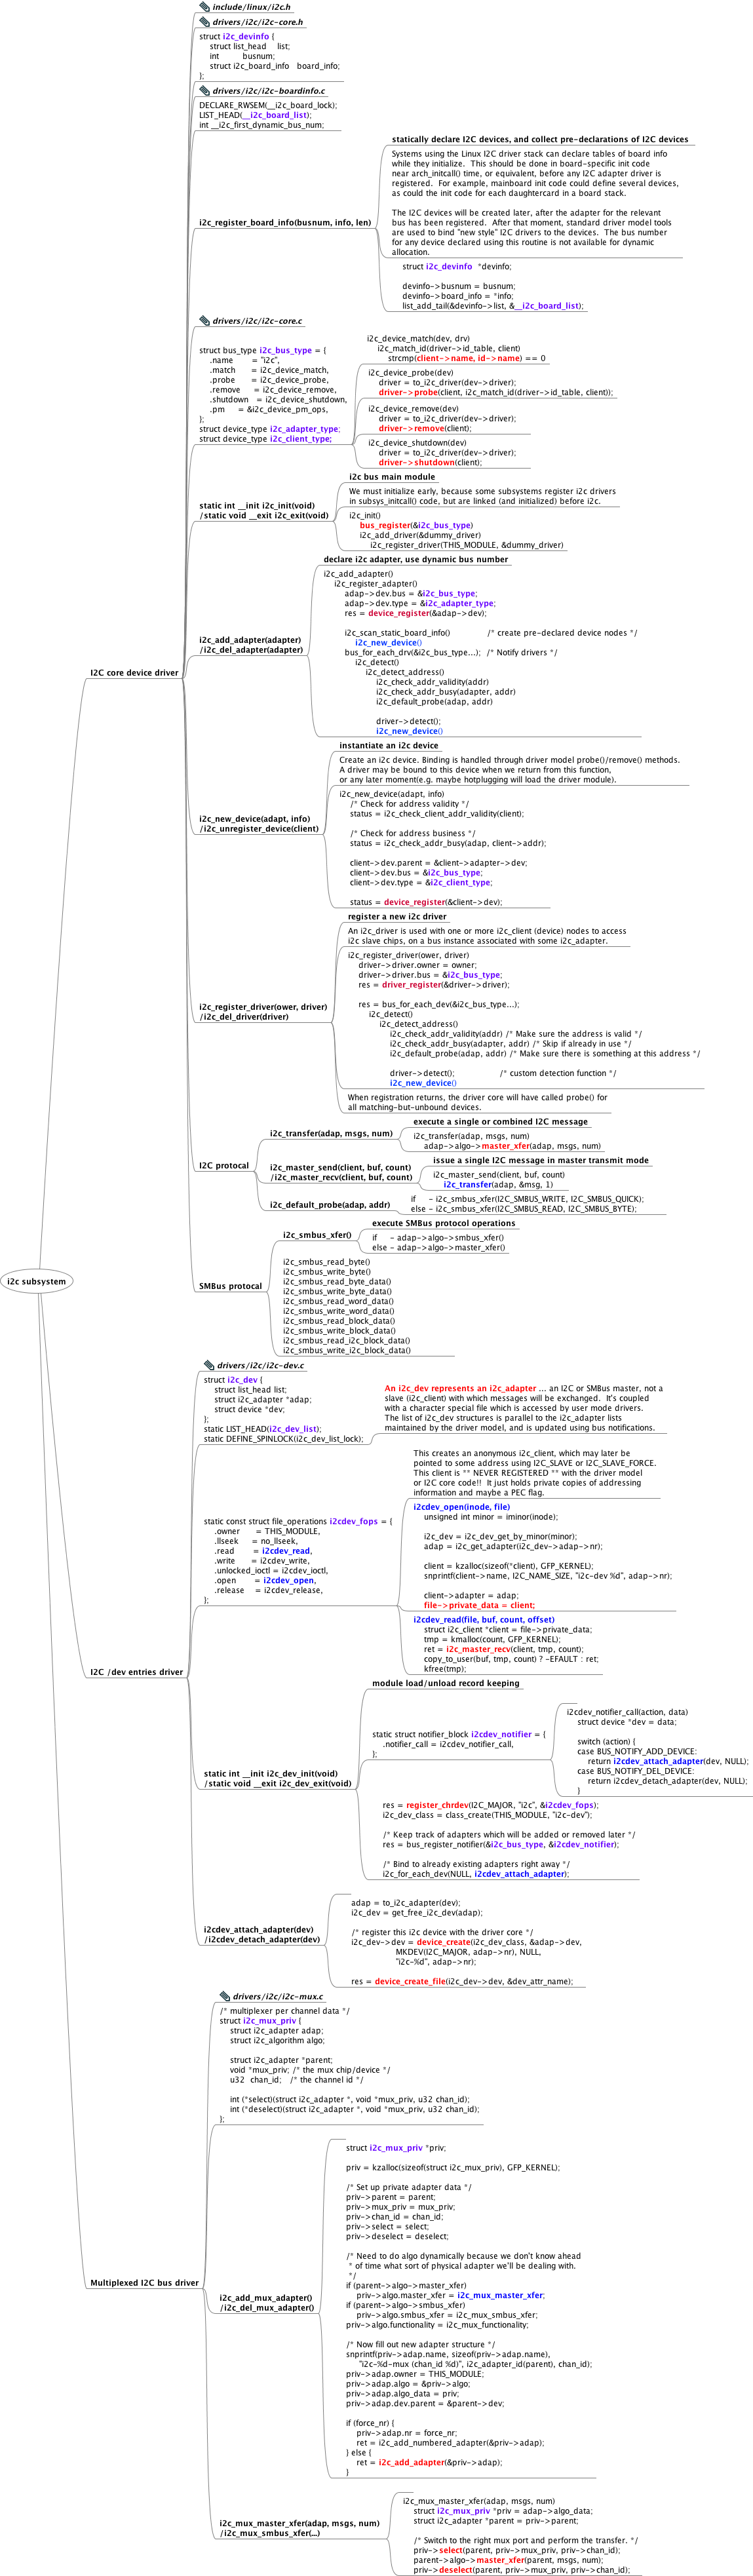 i2c subsystem
I2C core device driver
include/linux/i2c.h
drivers/i2c/i2c-core.h
struct i2c_devinfo {
struct list_head list;
int busnum;
struct i2c_board_info board_info;
};
drivers/i2c/i2c-boardinfo.c
DECLARE_RWSEM(__i2c_board_lock);
LIST_HEAD(__i2c_board_list);
int __i2c_first_dynamic_bus_num;
i2c_register_board_info(busnum, info, len)
statically declare I2C devices, and collect pre-declarations of I2C devices
Systems using the Linux I2C driver stack can declare tables of board info
while they initialize. This should be done in board-specific init code
near arch_initcall() time, or equivalent, before any I2C adapter driver is
registered. For example, mainboard init code could define several devices,
as could the init code for each daughtercard in a board stack.
The I2C devices will be created later, after the adapter for the relevant
bus has been registered. After that moment, standard driver model tools
are used to bind "new style" I2C drivers to the devices. The bus number
for any device declared using this routine is not available for dynamic
allocation.
struct i2c_devinfo *devinfo;
devinfo->busnum = busnum;
devinfo->board_info = *info;
list_add_tail(&devinfo->list, &__i2c_board_list);
drivers/i2c/i2c-core.c
struct bus_type i2c_bus_type = {
.name = "i2c",
.match = i2c_device_match,
.probe = i2c_device_probe,
.remove = i2c_device_remove,
.shutdown = i2c_device_shutdown,
.pm = &i2c_device_pm_ops,
};
struct device_type i2c_adapter_type;
struct device_type i2c_client_type;
i2c_device_match(dev, drv)
i2c_match_id(driver->id_table, client)
strcmp(client->name, id->name) == 0
i2c_device_probe(dev)
driver = to_i2c_driver(dev->driver);
driver->probe(client, i2c_match_id(driver->id_table, client));
i2c_device_remove(dev)
driver = to_i2c_driver(dev->driver);
driver->remove(client);
i2c_device_shutdown(dev)
driver = to_i2c_driver(dev->driver);
driver->shutdown(client);
static int __init i2c_init(void)
/static void __exit i2c_exit(void)
i2c bus main module
We must initialize early, because some subsystems register i2c drivers
in subsys_initcall() code, but are linked (and initialized) before i2c.
i2c_init()
bus_register(&i2c_bus_type)
i2c_add_driver(&dummy_driver)
i2c_register_driver(THIS_MODULE, &dummy_driver)
i2c_add_adapter(adapter)
/i2c_del_adapter(adapter)
declare i2c adapter, use dynamic bus number
i2c_add_adapter()
i2c_register_adapter()
adap->dev.bus = &i2c_bus_type;
adap->dev.type = &i2c_adapter_type;
res = device_register(&adap->dev);
i2c_scan_static_board_info() /* create pre-declared device nodes */
i2c_new_device()
bus_for_each_drv(&i2c_bus_type...); /* Notify drivers */
i2c_detect()
i2c_detect_address()
i2c_check_addr_validity(addr)
i2c_check_addr_busy(adapter, addr)
i2c_default_probe(adap, addr)
driver->detect();
i2c_new_device()
i2c_new_device(adapt, info)
/i2c_unregister_device(client)
instantiate an i2c device
Create an i2c device. Binding is handled through driver model probe()/remove() methods.
A driver may be bound to this device when we return from this function,
or any later moment(e.g. maybe hotplugging will load the driver module).
i2c_new_device(adapt, info)
/* Check for address validity */
status = i2c_check_client_addr_validity(client);
/* Check for address business */
status = i2c_check_addr_busy(adap, client->addr);
client->dev.parent = &client->adapter->dev;
client->dev.bus = &i2c_bus_type;
client->dev.type = &i2c_client_type;
status = device_register(&client->dev);
i2c_register_driver(ower, driver)
/i2c_del_driver(driver)
register a new i2c driver
An i2c_driver is used with one or more i2c_client (device) nodes to access
i2c slave chips, on a bus instance associated with some i2c_adapter.
i2c_register_driver(ower, driver)
driver->driver.owner = owner;
driver->driver.bus = &i2c_bus_type;
res = driver_register(&driver->driver);
res = bus_for_each_dev(&i2c_bus_type...);
i2c_detect()
i2c_detect_address()
i2c_check_addr_validity(addr) /* Make sure the address is valid */
i2c_check_addr_busy(adapter, addr) /* Skip if already in use */
i2c_default_probe(adap, addr) /* Make sure there is something at this address */
driver->detect(); /* custom detection function */
i2c_new_device()
When registration returns, the driver core will have called probe() for
all matching-but-unbound devices.
I2C protocal
i2c_transfer(adap, msgs, num)
execute a single or combined I2C message
i2c_transfer(adap, msgs, num)
adap->algo->master_xfer(adap, msgs, num)
i2c_master_send(client, buf, count)
/i2c_master_recv(client, buf, count)
issue a single I2C message in master transmit mode
i2c_master_send(client, buf, count)
i2c_transfer(adap, &msg, 1)
i2c_default_probe(adap, addr)
if - i2c_smbus_xfer(I2C_SMBUS_WRITE, I2C_SMBUS_QUICK);
else - i2c_smbus_xfer(I2C_SMBUS_READ, I2C_SMBUS_BYTE);
SMBus protocal
i2c_smbus_xfer()
execute SMBus protocol operations
if - adap->algo->smbus_xfer()
else - adap->algo->master_xfer()
i2c_smbus_read_byte()
i2c_smbus_write_byte()
i2c_smbus_read_byte_data()
i2c_smbus_write_byte_data()
i2c_smbus_read_word_data()
i2c_smbus_write_word_data()
i2c_smbus_read_block_data()
i2c_smbus_write_block_data()
i2c_smbus_read_i2c_block_data()
i2c_smbus_write_i2c_block_data()
I2C /dev entries driver
drivers/i2c/i2c-dev.c
struct i2c_dev {
struct list_head list;
struct i2c_adapter *adap;
struct device *dev;
};
static LIST_HEAD(i2c_dev_list);
static DEFINE_SPINLOCK(i2c_dev_list_lock);
An i2c_dev represents an i2c_adapter ... an I2C or SMBus master, not a
slave (i2c_client) with which messages will be exchanged. It's coupled
with a character special file which is accessed by user mode drivers.
The list of i2c_dev structures is parallel to the i2c_adapter lists
maintained by the driver model, and is updated using bus notifications.
static const struct file_operations i2cdev_fops = {
.owner = THIS_MODULE,
.llseek = no_llseek,
.read = i2cdev_read,
.write = i2cdev_write,
.unlocked_ioctl = i2cdev_ioctl,
.open = i2cdev_open,
.release = i2cdev_release,
};
This creates an anonymous i2c_client, which may later be
pointed to some address using I2C_SLAVE or I2C_SLAVE_FORCE.
This client is ** NEVER REGISTERED ** with the driver model
or I2C core code!! It just holds private copies of addressing
information and maybe a PEC flag.
i2cdev_open(inode, file)
unsigned int minor = iminor(inode);
i2c_dev = i2c_dev_get_by_minor(minor);
adap = i2c_get_adapter(i2c_dev->adap->nr);
client = kzalloc(sizeof(*client), GFP_KERNEL);
snprintf(client->name, I2C_NAME_SIZE, "i2c-dev %d", adap->nr);
client->adapter = adap;
file->private_data = client;
i2cdev_read(file, buf, count, offset)
struct i2c_client *client = file->private_data;
tmp = kmalloc(count, GFP_KERNEL);
ret = i2c_master_recv(client, tmp, count);
copy_to_user(buf, tmp, count) ? -EFAULT : ret;
kfree(tmp);
static int __init i2c_dev_init(void)
/static void __exit i2c_dev_exit(void)
module load/unload record keeping
static struct notifier_block i2cdev_notifier = {
.notifier_call = i2cdev_notifier_call,
};
i2cdev_notifier_call(action, data)
struct device *dev = data;
switch (action) {
case BUS_NOTIFY_ADD_DEVICE:
return i2cdev_attach_adapter(dev, NULL);
case BUS_NOTIFY_DEL_DEVICE:
return i2cdev_detach_adapter(dev, NULL);
}
res = register_chrdev(I2C_MAJOR, "i2c", &i2cdev_fops);
i2c_dev_class = class_create(THIS_MODULE, "i2c-dev");
/* Keep track of adapters which will be added or removed later */
res = bus_register_notifier(&i2c_bus_type, &i2cdev_notifier);
/* Bind to already existing adapters right away */
i2c_for_each_dev(NULL, i2cdev_attach_adapter);
i2cdev_attach_adapter(dev)
/i2cdev_detach_adapter(dev)
adap = to_i2c_adapter(dev);
i2c_dev = get_free_i2c_dev(adap);
/* register this i2c device with the driver core */
i2c_dev->dev = device_create(i2c_dev_class, &adap->dev,
MKDEV(I2C_MAJOR, adap->nr), NULL,
"i2c-%d", adap->nr);
res = device_create_file(i2c_dev->dev, &dev_attr_name);
Multiplexed I2C bus driver
drivers/i2c/i2c-mux.c
/* multiplexer per channel data */
struct i2c_mux_priv {
struct i2c_adapter adap;
struct i2c_algorithm algo;
struct i2c_adapter *parent;
void *mux_priv; /* the mux chip/device */
u32 chan_id; /* the channel id */
int (*select)(struct i2c_adapter *, void *mux_priv, u32 chan_id);
int (*deselect)(struct i2c_adapter *, void *mux_priv, u32 chan_id);
};
i2c_add_mux_adapter()
/i2c_del_mux_adapter()
struct i2c_mux_priv *priv;
priv = kzalloc(sizeof(struct i2c_mux_priv), GFP_KERNEL);
/* Set up private adapter data */
priv->parent = parent;
priv->mux_priv = mux_priv;
priv->chan_id = chan_id;
priv->select = select;
priv->deselect = deselect;
/* Need to do algo dynamically because we don't know ahead
* of time what sort of physical adapter we'll be dealing with.
*/
if (parent->algo->master_xfer)
priv->algo.master_xfer = i2c_mux_master_xfer;
if (parent->algo->smbus_xfer)
priv->algo.smbus_xfer = i2c_mux_smbus_xfer;
priv->algo.functionality = i2c_mux_functionality;
/* Now fill out new adapter structure */
snprintf(priv->adap.name, sizeof(priv->adap.name),
"i2c-%d-mux (chan_id %d)", i2c_adapter_id(parent), chan_id);
priv->adap.owner = THIS_MODULE;
priv->adap.algo = &priv->algo;
priv->adap.algo_data = priv;
priv->adap.dev.parent = &parent->dev;
if (force_nr) {
priv->adap.nr = force_nr;
ret = i2c_add_numbered_adapter(&priv->adap);
} else {
ret = i2c_add_adapter(&priv->adap);
}
i2c_mux_master_xfer(adap, msgs, num)
/i2c_mux_smbus_xfer(...)
i2c_mux_master_xfer(adap, msgs, num)
struct i2c_mux_priv *priv = adap->algo_data;
struct i2c_adapter *parent = priv->parent;
/* Switch to the right mux port and perform the transfer. */
priv->select(parent, priv->mux_priv, priv->chan_id);
parent->algo->master_xfer(parent, msgs, num);
priv->deselect(parent, priv->mux_priv, priv->chan_id);